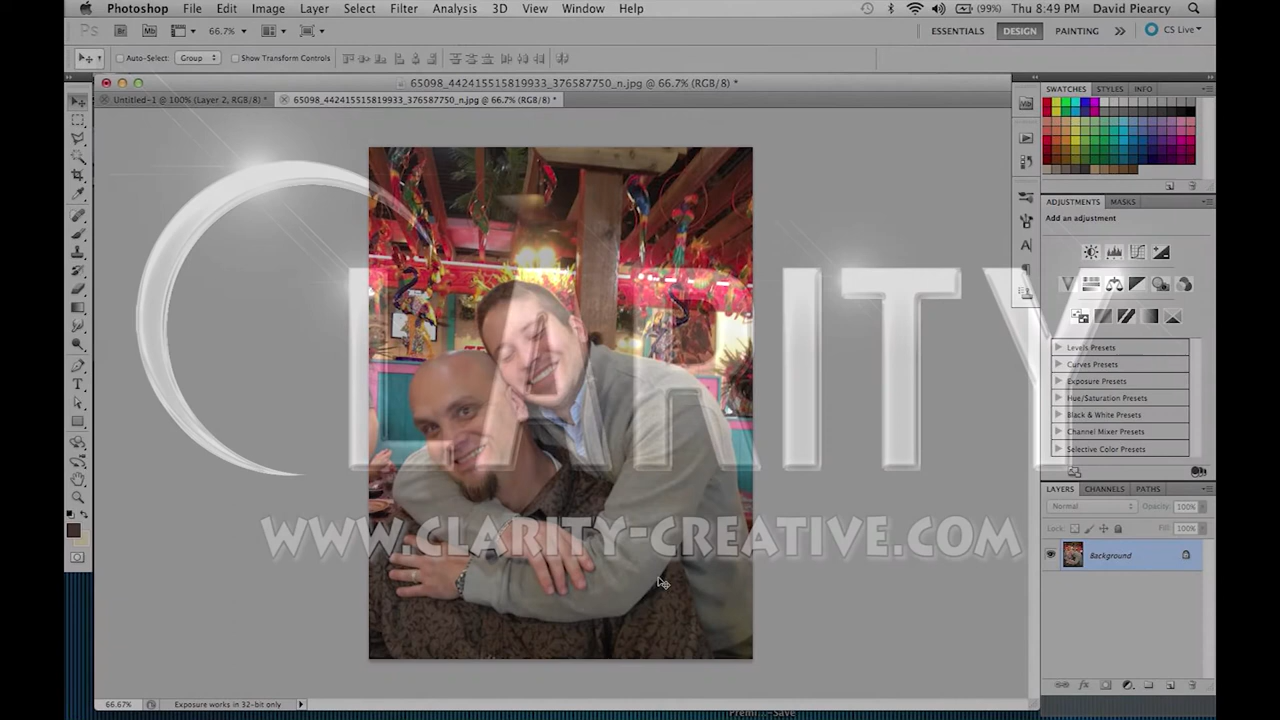 Photoshop File Edit Image Layer Select Filter Analysis 3D View Window Help (99%) Thu 8:49 PM David Piearcy
Ps Br Mb 66.7% ESSENTIALS DESIGN PAINTING CS Live
Auto-Select: Group Show Transform Controls
65098_442415515819933_376587750_n.jpg @ 66.7% (RGB/8) *
Untitled-1 @ 100% (Layer 2, RGB/8) * 65098_442415515819933_376587750_n.jpg @ 66.7% (RGB/8) *
SWATCHES STYLES INFO
ADJUSTMENTS MASKS
Add an adjustment
CLARITY
WWW.CLARITY-CREATIVE.COM
Levels Presets
Curves Presets
Exposure Presets
Hue/Saturation Presets
Black & White Presets
Channel Mixer Presets
Selective Color Presets
LAYERS CHANNELS PATHS
Normal Opacity: 100%
Lock: Fill: 100%
Background
66.67% Exposure works in 32-bit only